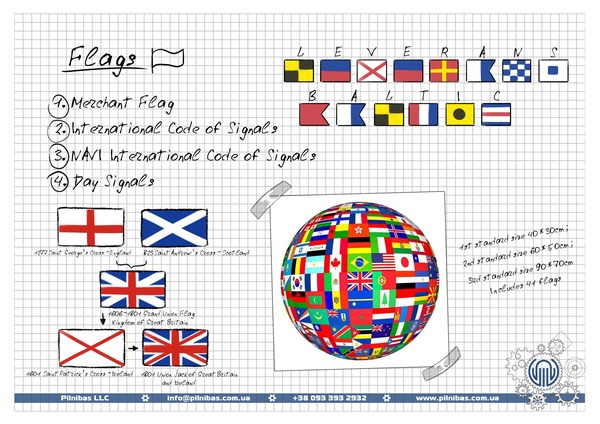 Flags
1. Merchant Flag
2. International Code of Signals
3. NAVI International Code of Signals
4. Day Signals
L E V E R A N S
B A L T I C
1277 Saint George's Cross - England
Saint Andrew's Cross - Scotland
1606-1801 Union Flag
Kingdom of Great Britain
1801 Saint Patrick's Cross - Ireland
1801 Union Jack of Great Britain
and Ireland
1st standard size 40×30cm;
2nd standard size 60×50cm;
3rd standard size 90×70cm
Includes 44 flags
Pilnibas LLC info@pilnibas.com.ua +38 093 393 2932 www.pilnibas.com.ua